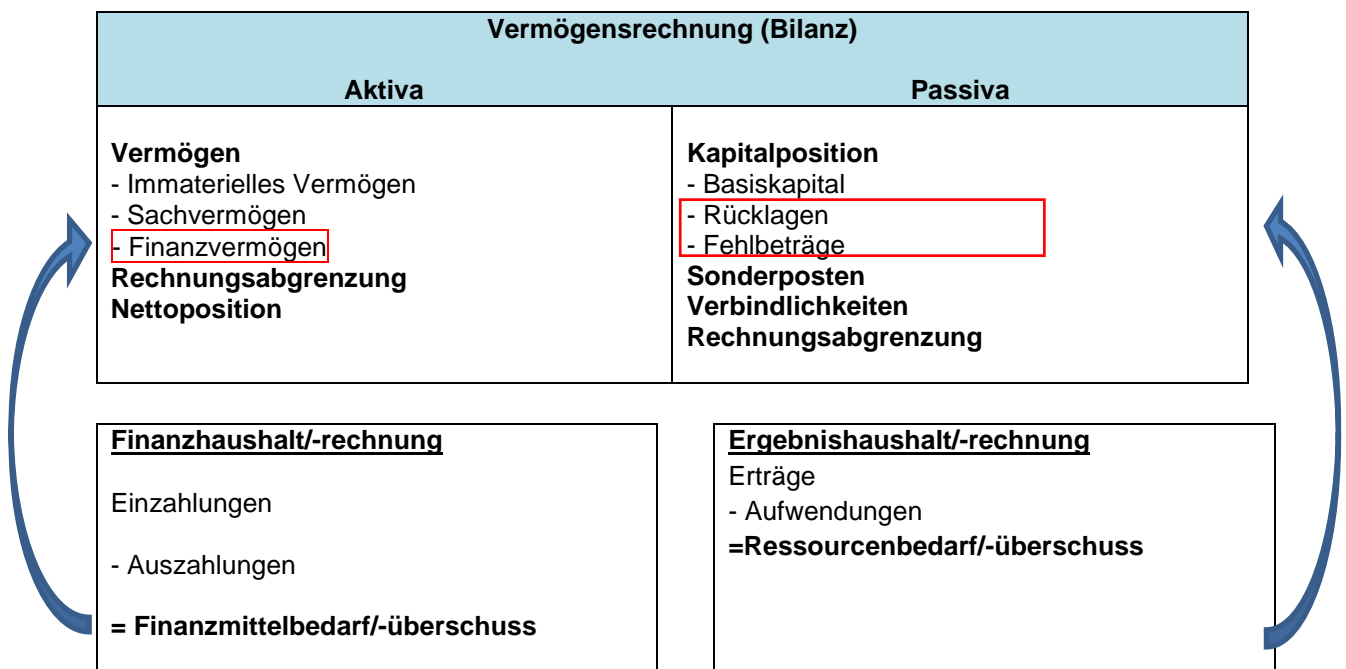 Vermögensrechnung (Bilanz)
Aktiva
Passiva
Vermögen
- Immaterielles Vermögen
- Sachvermögen
- Finanzvermögen
Rechnungsabgrenzung
Nettoposition
Kapitalposition
- Basiskapital
- Rücklagen
- Fehlbeträge
Sonderposten
Verbindlichkeiten
Rechnungsabgrenzung
Finanzhaushalt/-rechnung
Einzahlungen
- Auszahlungen
= Finanzmittelbedarf/-überschuss
Ergebnishaushalt/-rechnung
Erträge
- Aufwendungen
=Ressourcenbedarf/-überschuss